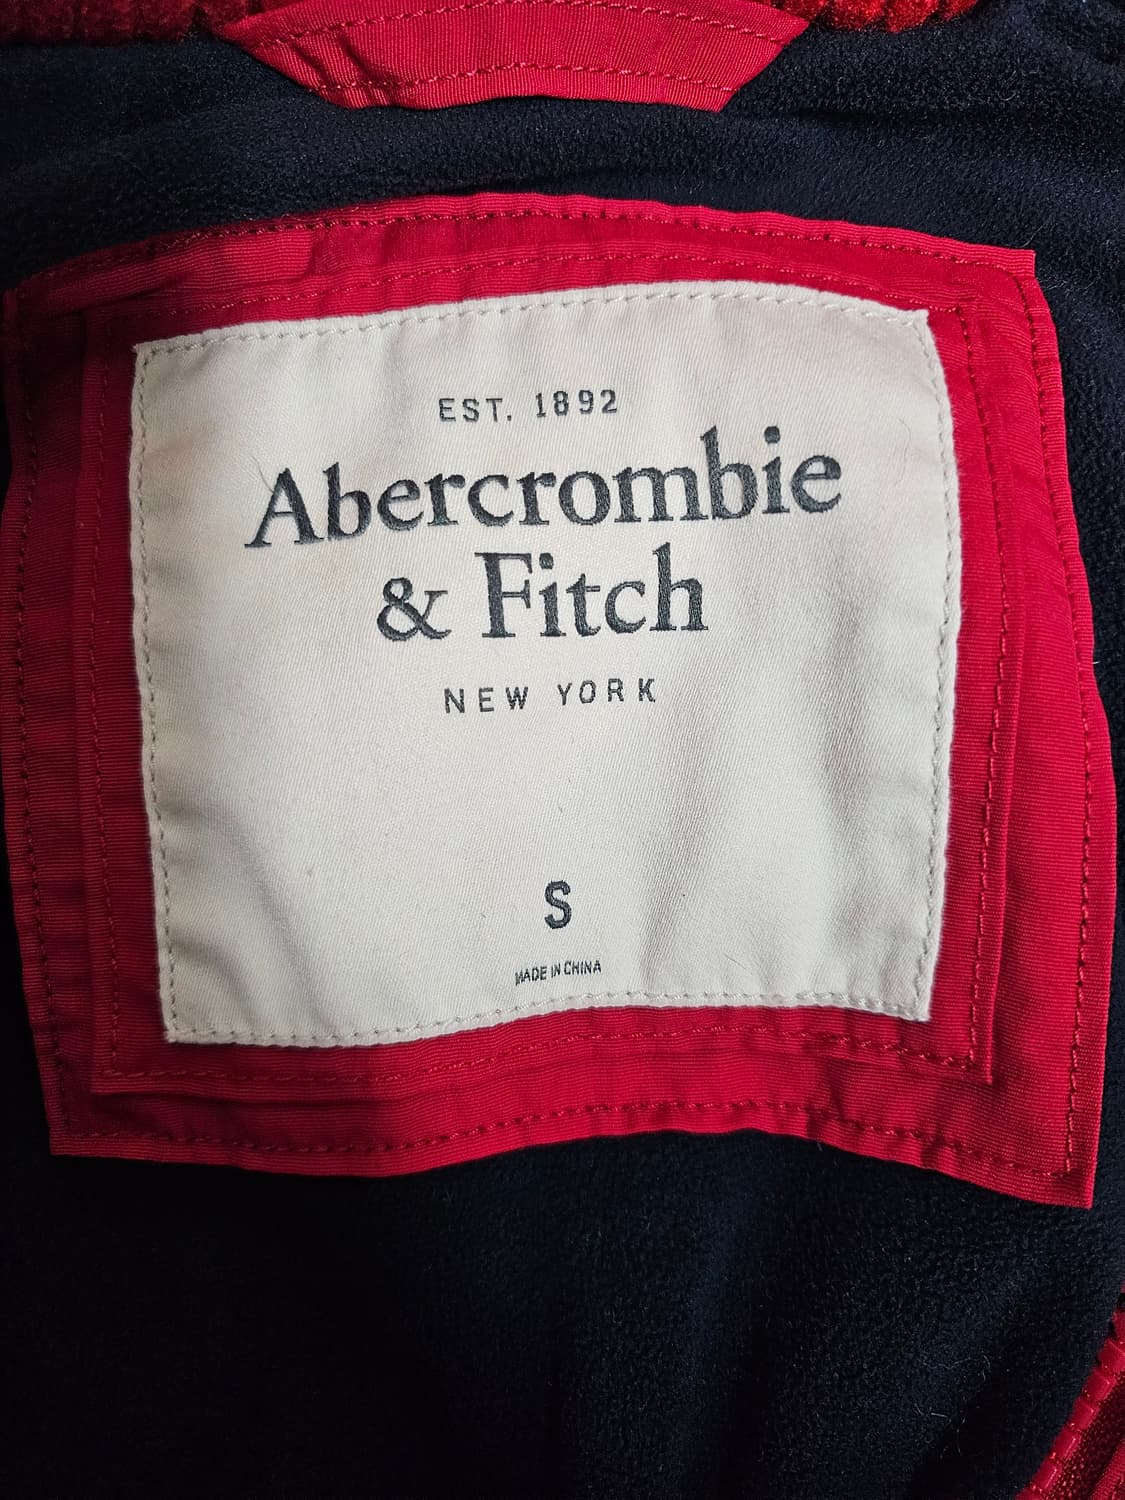 EST. 1892
Abercrombie
& Fitch
NEW YORK
S
MADE IN CHINA